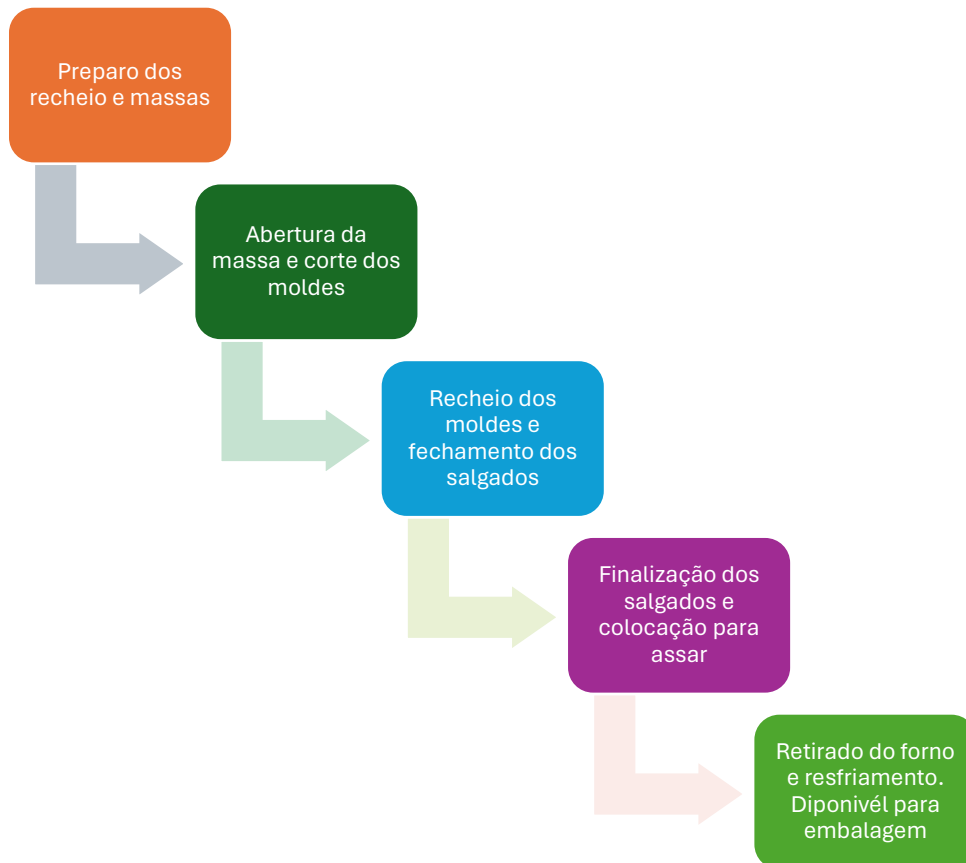 Preparo dos
recheio e massas
Abertura da
massa e corte dos
moldes
Recheio dos
moldes e
fechamento dos
salgados
Finalização dos
salgados e
colocação para
assar
Retirado do forno
e resfriamento.
Diponivél para
embalagem